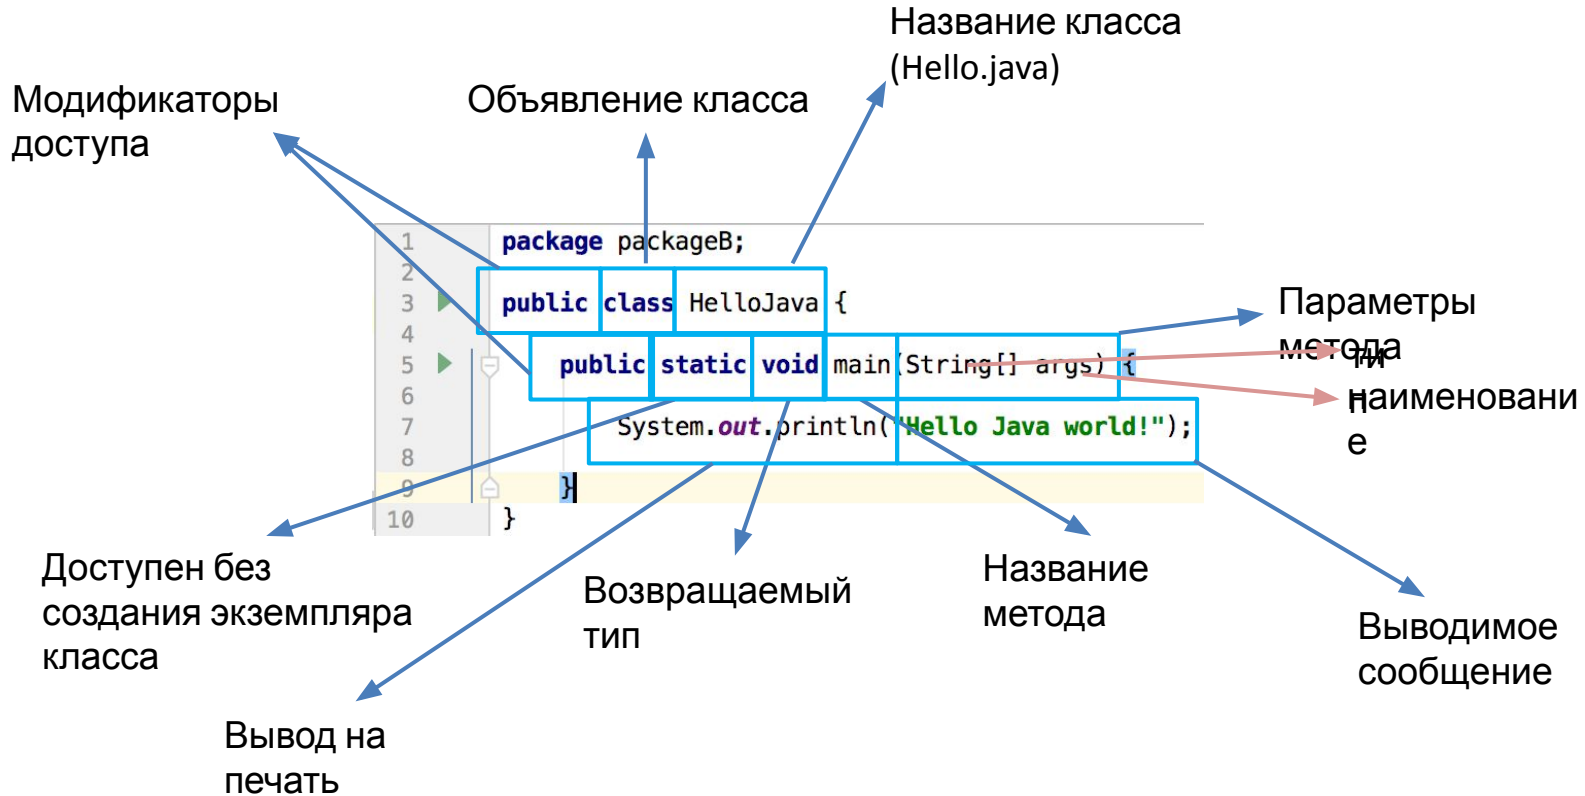 Название класса
(Hello.java)
Модификаторы
доступа
Объявление класса
1 package packageB;
2
3 public class HelloJava {
4
5 public static void main(String[] args) {
6
7 System.out.println("Hello Java world!");
8
9 }
10 }
Параметры
метода
ти
п
наименовани
е
Доступен без
создания экземпляра
класса
Возвращаемый
тип
Название
метода
Выводимое
сообщение
Вывод на
печать